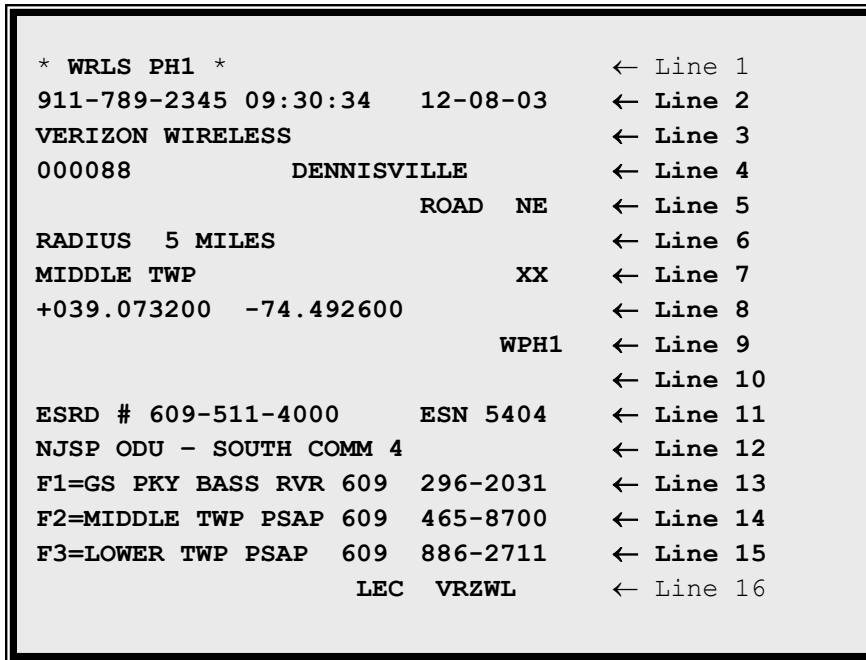 * WRLS PH1 * ← Line 1
911-789-2345 09:30:34 12-08-03 ← Line 2
VERIZON WIRELESS ← Line 3
000088 DENNISVILLE ← Line 4
ROAD NE ← Line 5
RADIUS 5 MILES ← Line 6
MIDDLE TWP XX ← Line 7
+039.073200 -74.492600 ← Line 8
WPH1 ← Line 9
← Line 10
ESRD # 609-511-4000 ESN 5404 ← Line 11
NJSP ODU – SOUTH COMM 4 ← Line 12
F1=GS PKY BASS RVR 609 296-2031 ← Line 13
F2=MIDDLE TWP PSAP 609 465-8700 ← Line 14
F3=LOWER TWP PSAP 609 886-2711 ← Line 15
LEC VRZWL ← Line 16